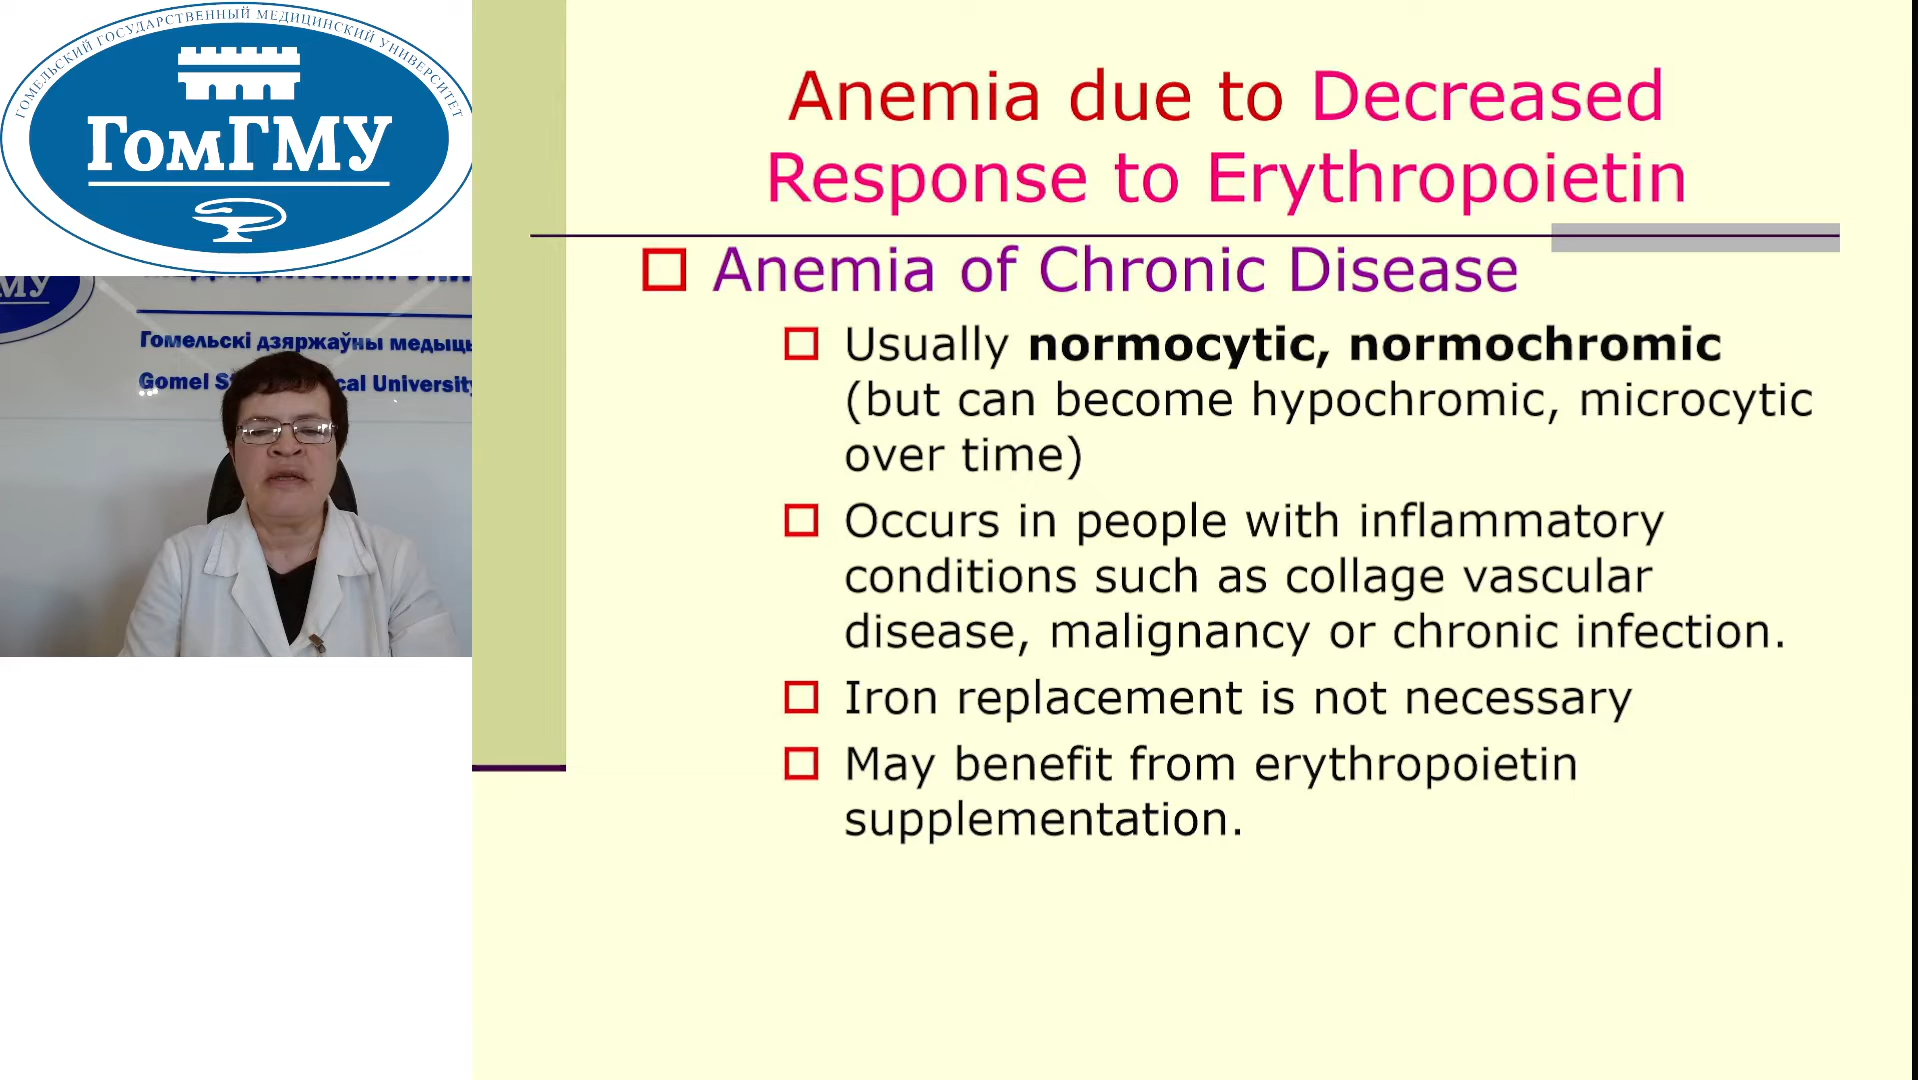 ГОМЕЛЬСКИЙ ГОСУДАРСТВЕННЫЙ МЕДИЦИНСКИЙ УНИВЕРСИТЕТ
ГомГМУ
МУ
Гомельскі дзяржаўны медыцы
Gomel S cal University
Anemia due to Decreased
Response to Erythropoietin
Anemia of Chronic Disease
Usually normocytic, normochromic
(but can become hypochromic, microcytic
over time)
Occurs in people with inflammatory
conditions such as collage vascular
disease, malignancy or chronic infection.
Iron replacement is not necessary
May benefit from erythropoietin
supplementation.